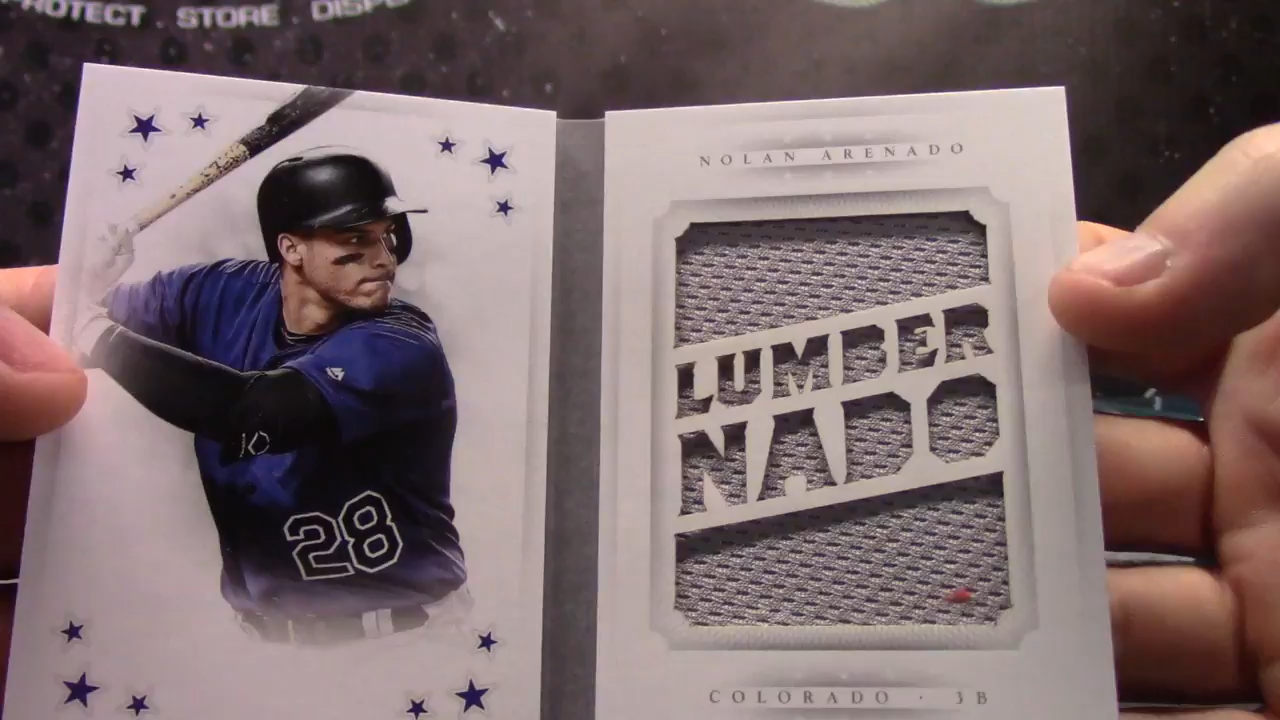 PROTECT . STORE . DISP
NOLAN ARENADO
LUMBER
NADO
28
COLORADO · 3B